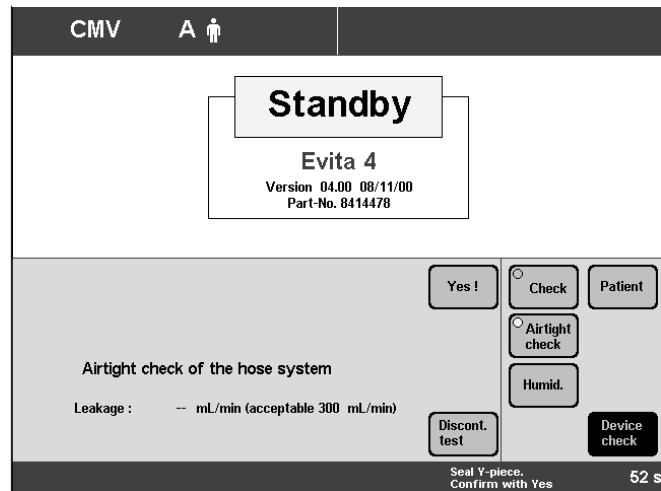 CMV A
Standby
Evita 4
Version 04.00 08/11/00
Part-No. 8414478
Yes !
Check
Patient
Airtight
check
Airtight check of the hose system
Humid.
Leakage : -- mL/min (acceptable 300 mL/min)
Discont.
test
Device
check
Seal Y-piece.
Confirm with Yes
52 s